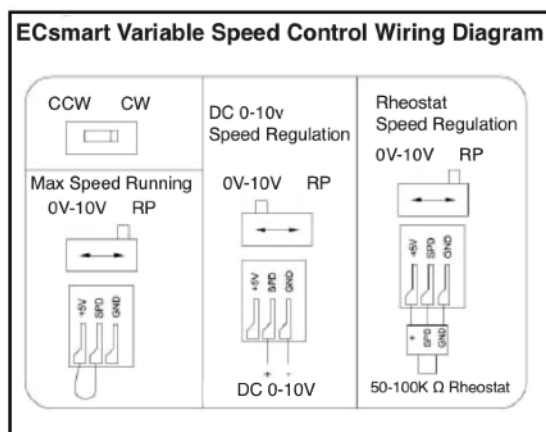 ECsmart Variable Speed Control Wiring Diagram
CCW CW
Max Speed Running
0V-10V RP
+5V
SPD
GND
DC 0-10v
Speed Regulation
0V-10V RP
+5V
SPD
GND
+ -
DC 0-10V
Rheostat
Speed Regulation
0V-10V RP
+5V
SPD
GND
+
SPD
GND
50-100K Ω Rheostat